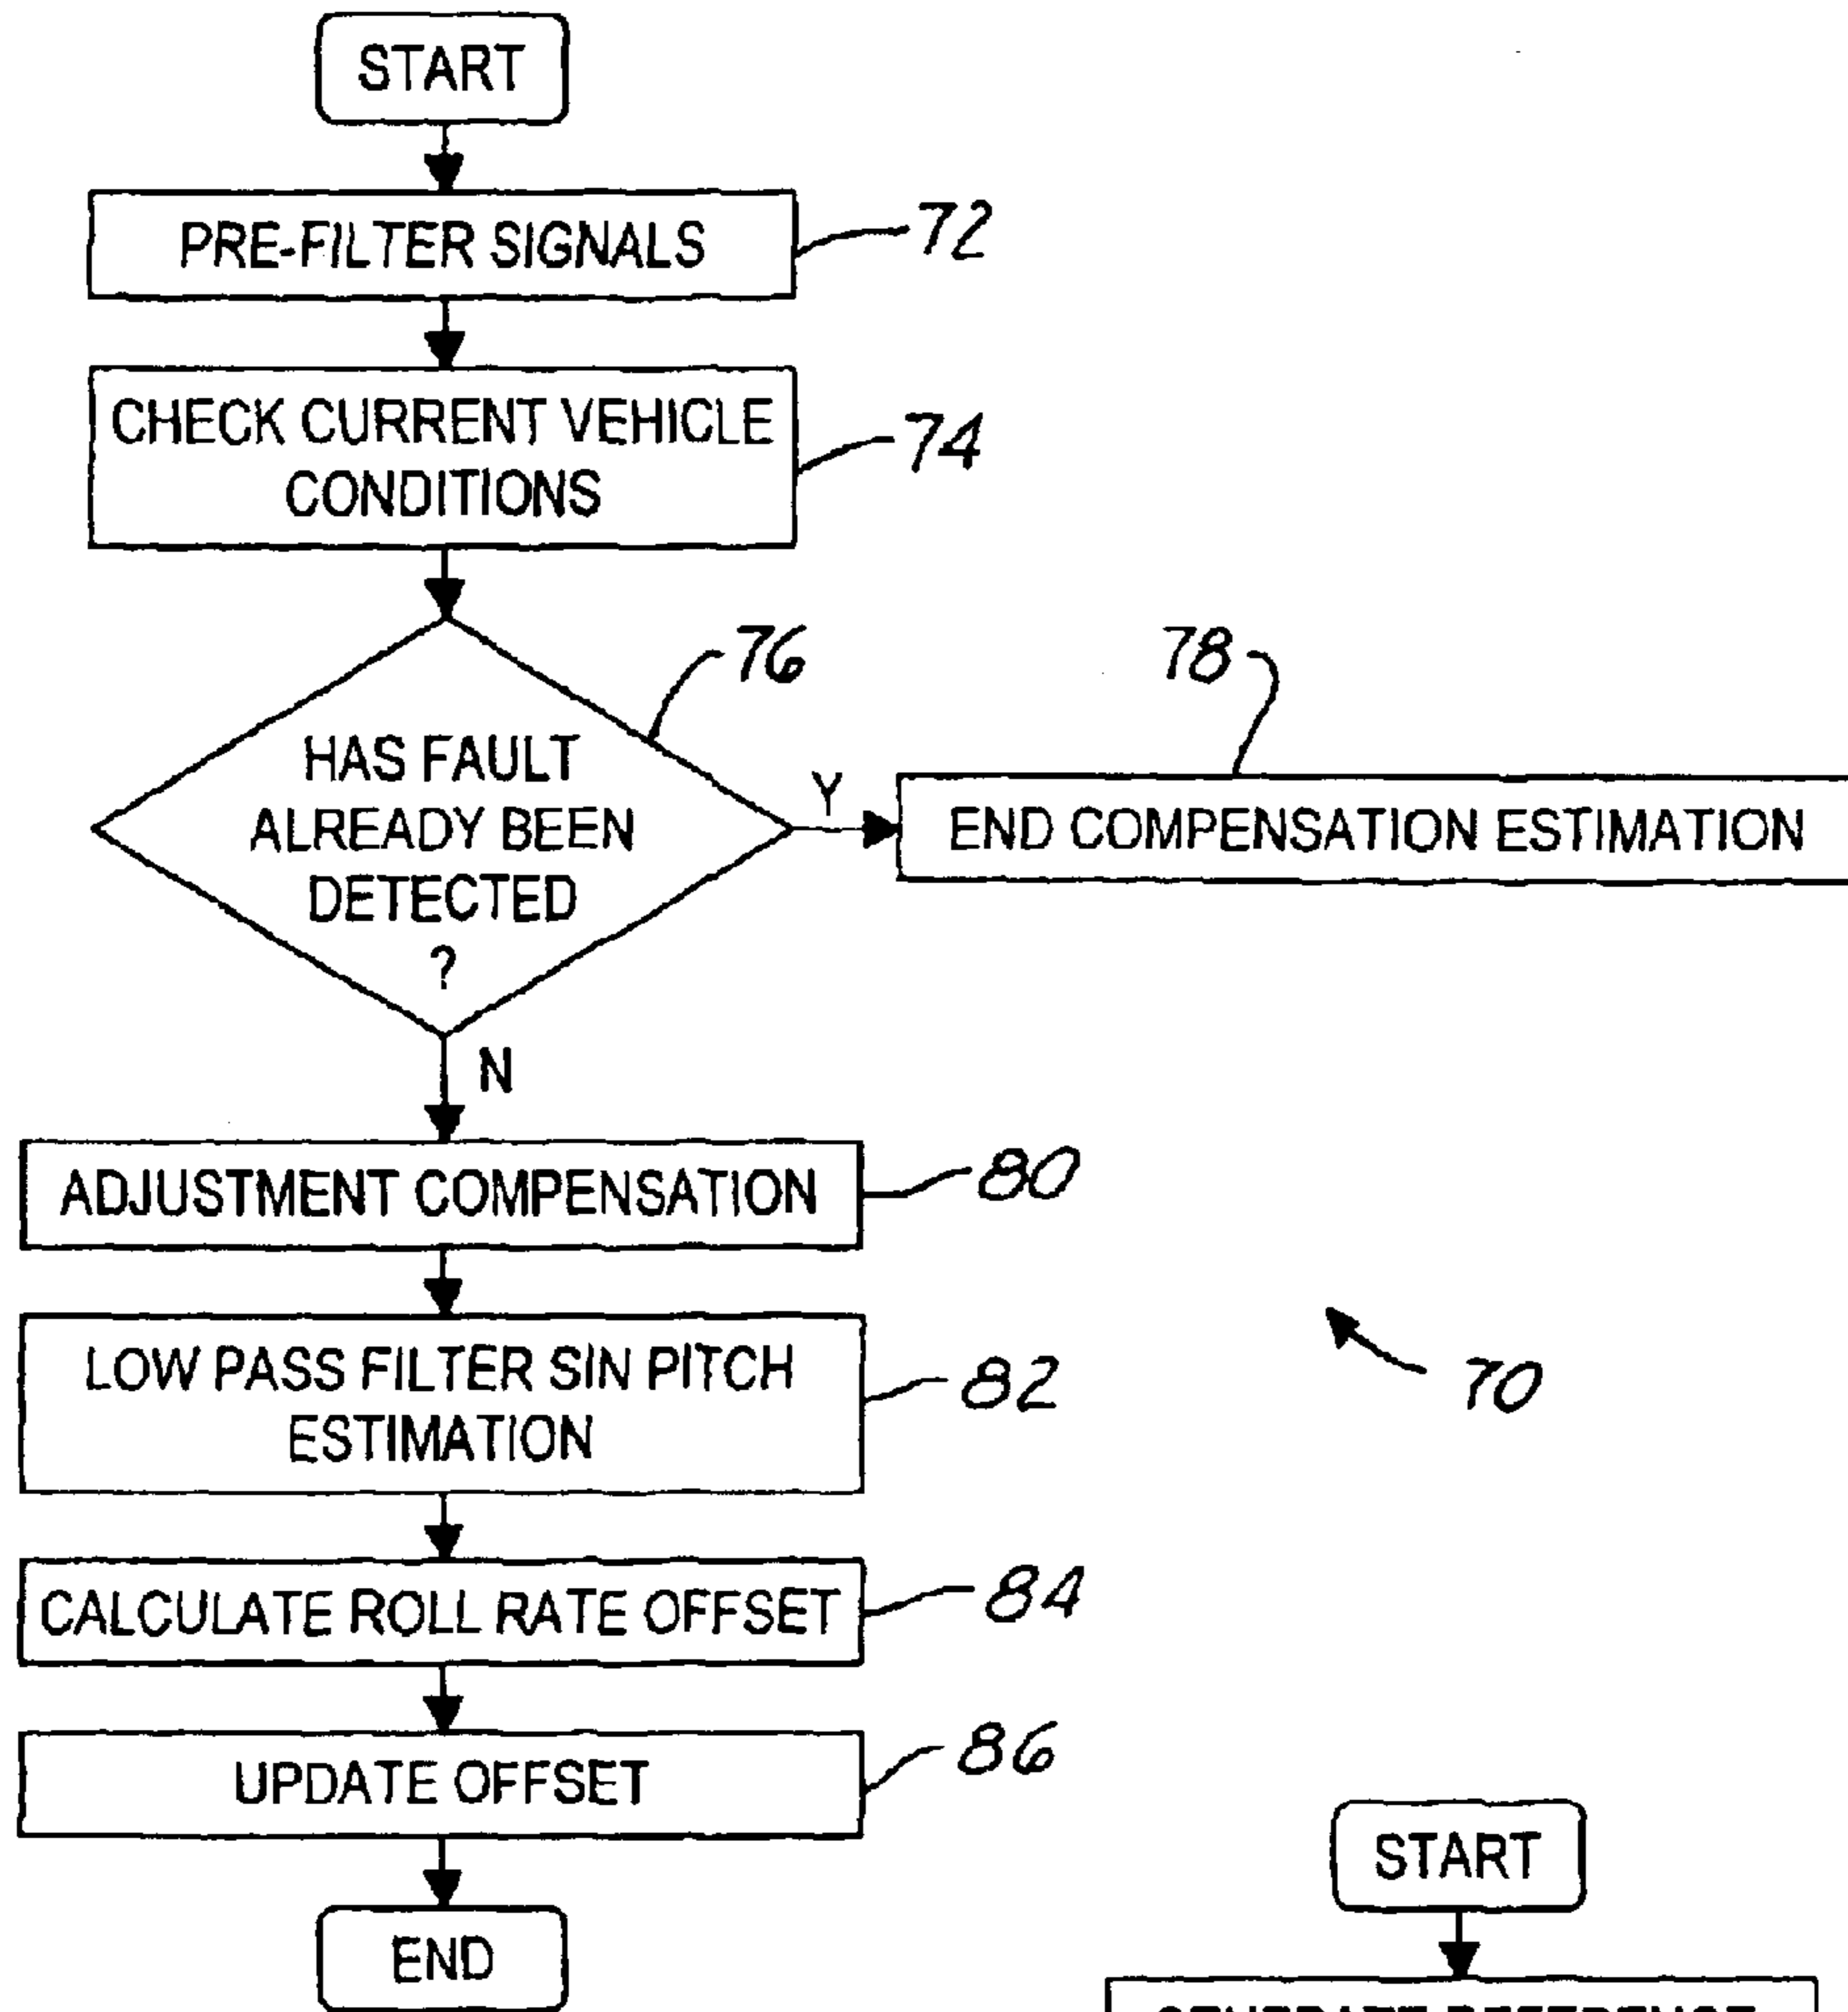 START
PRE-FILTER SIGNALS
72
CHECK CURRENT VEHICLE
CONDITIONS
74
HAS FAULT
ALREADY BEEN
DETECTED
?
76
Y
78
END COMPENSATION ESTIMATION
N
ADJUSTMENT COMPENSATION
80
LOW PASS FILTER SIN PITCH
ESTIMATION
82
70
CALCULATE ROLL RATE OFFSET
84
UPDATE OFFSET
86
END
START
GENERATE REFERENCE